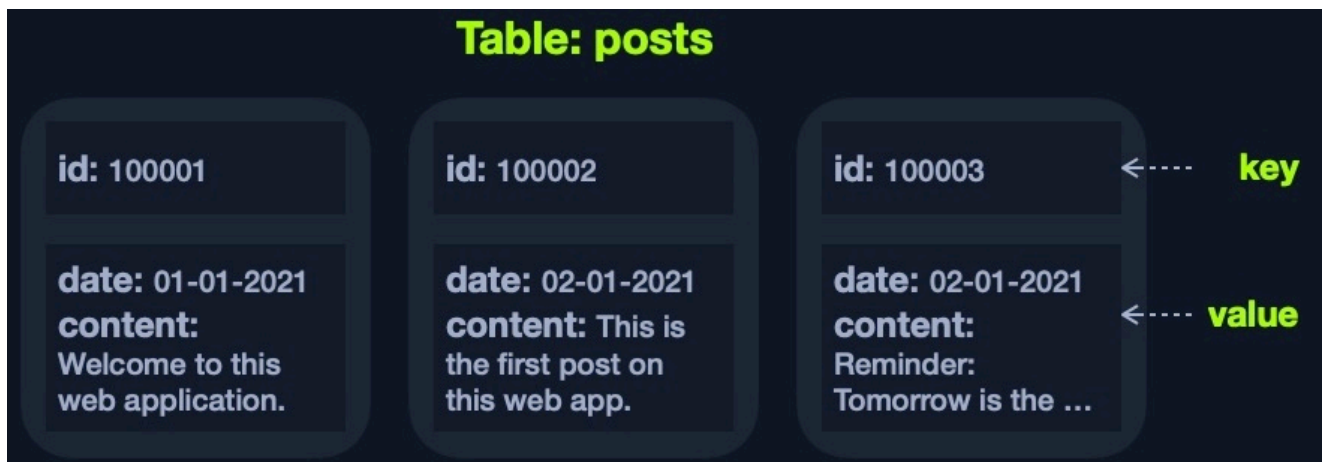 Table: posts
id: 100001
id: 100002
id: 100003
key
date: 01-01-2021
content:
Welcome to this
web application.
date: 02-01-2021
content: This is
the first post on
this web app.
date: 02-01-2021
content:
Reminder:
Tomorrow is the ...
value